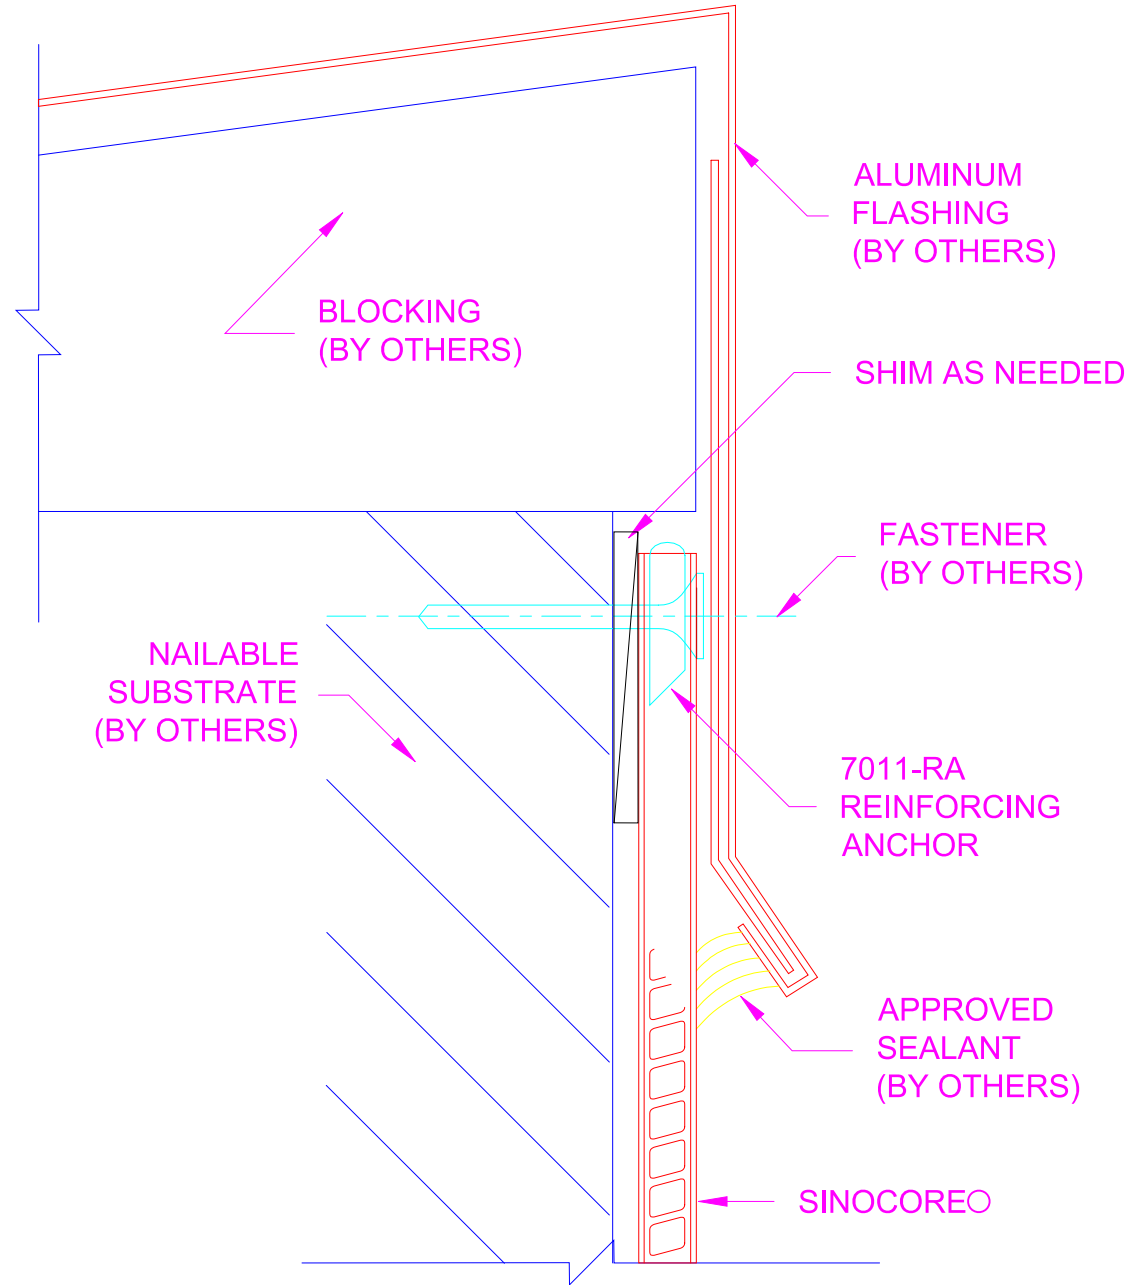 ALUMINUM
FLASHING
(BY OTHERS)
BLOCKING
(BY OTHERS)
SHIM AS NEEDED
FASTENER
(BY OTHERS)
NAILABLE
SUBSTRATE
(BY OTHERS)
7011-RA
REINFORCING
ANCHOR
APPROVED
SEALANT
(BY OTHERS)
SINOCORE○